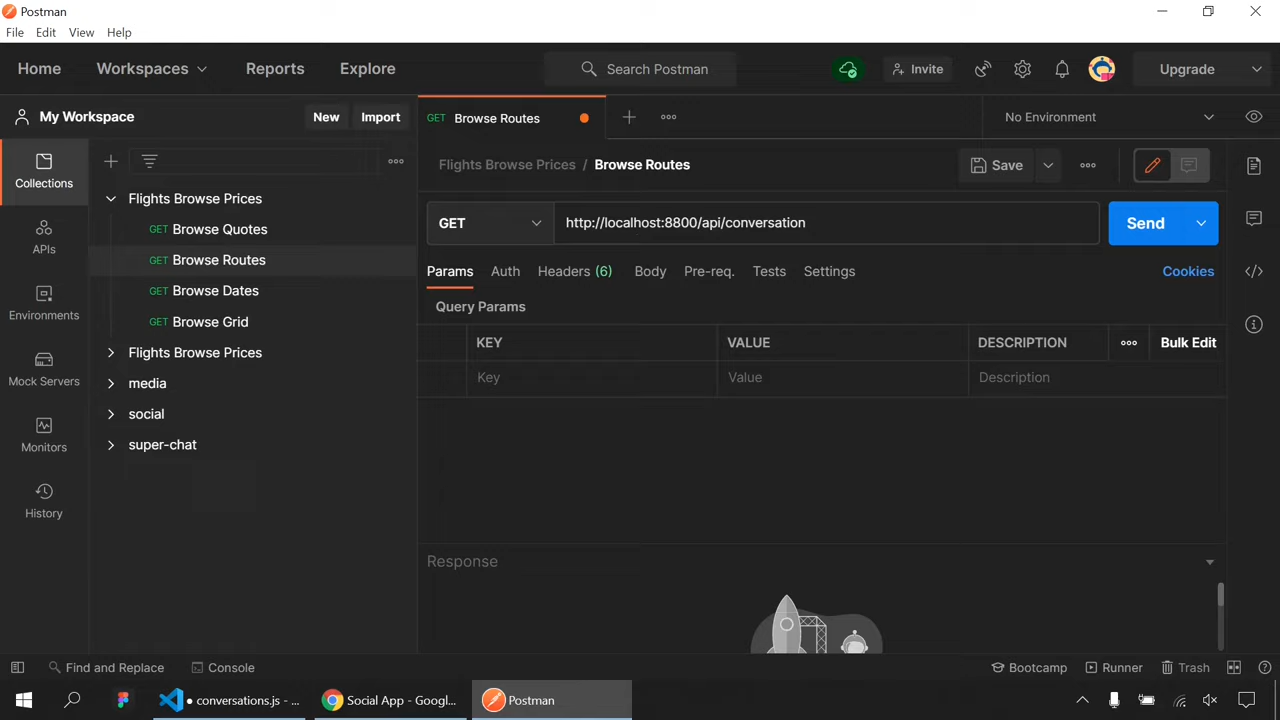 Postman
File Edit View Help
Home Workspaces Reports Explore Search Postman Invite Upgrade
My Workspace New Import
GET Browse Routes No Environment
Flights Browse Prices / Browse Routes Save
Collections
APIs
Environments
Mock Servers
Monitors
History
Flights Browse Prices
GET Browse Quotes
GET Browse Routes
GET Browse Dates
GET Browse Grid
Flights Browse Prices
media
social
super-chat
GET http://localhost:8800/api/conversation Send
Params Auth Headers (6) Body Pre-req. Tests Settings Cookies
Query Params
KEY VALUE DESCRIPTION Bulk Edit
Key Value Description
Response
Find and Replace Console Bootcamp Runner Trash
● conversations.js - ... Social App - Googl... Postman